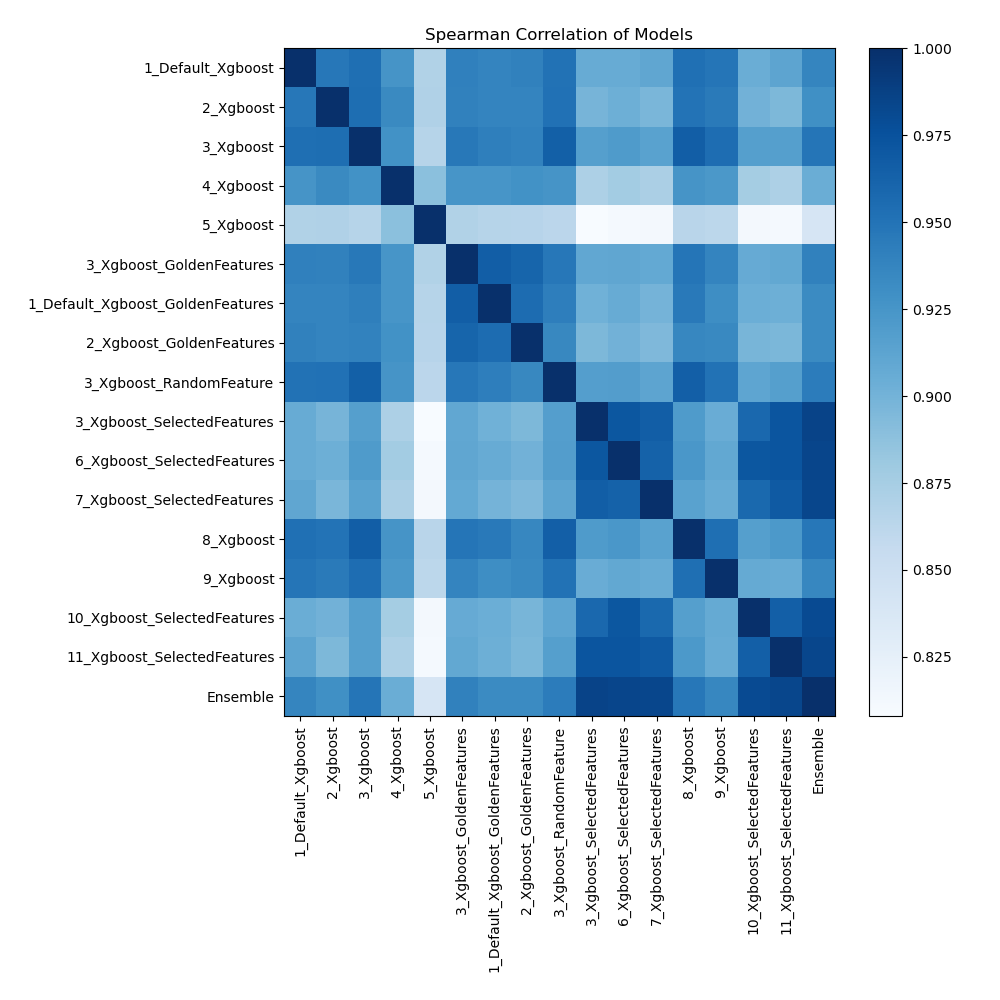 Spearman Correlation of Models
1_Default_Xgboost
2_Xgboost
3_Xgboost
4_Xgboost
5_Xgboost
3_Xgboost_GoldenFeatures
1_Default_Xgboost_GoldenFeatures
2_Xgboost_GoldenFeatures
3_Xgboost_RandomFeature
3_Xgboost_SelectedFeatures
6_Xgboost_SelectedFeatures
7_Xgboost_SelectedFeatures
8_Xgboost
9_Xgboost
10_Xgboost_SelectedFeatures
11_Xgboost_SelectedFeatures
Ensemble
1_Default_Xgboost
2_Xgboost
3_Xgboost
4_Xgboost
5_Xgboost
3_Xgboost_GoldenFeatures
1_Default_Xgboost_GoldenFeatures
2_Xgboost_GoldenFeatures
3_Xgboost_RandomFeature
3_Xgboost_SelectedFeatures
6_Xgboost_SelectedFeatures
7_Xgboost_SelectedFeatures
8_Xgboost
9_Xgboost
10_Xgboost_SelectedFeatures
11_Xgboost_SelectedFeatures
Ensemble
1.000
0.975
0.950
0.925
0.900
0.875
0.850
0.825